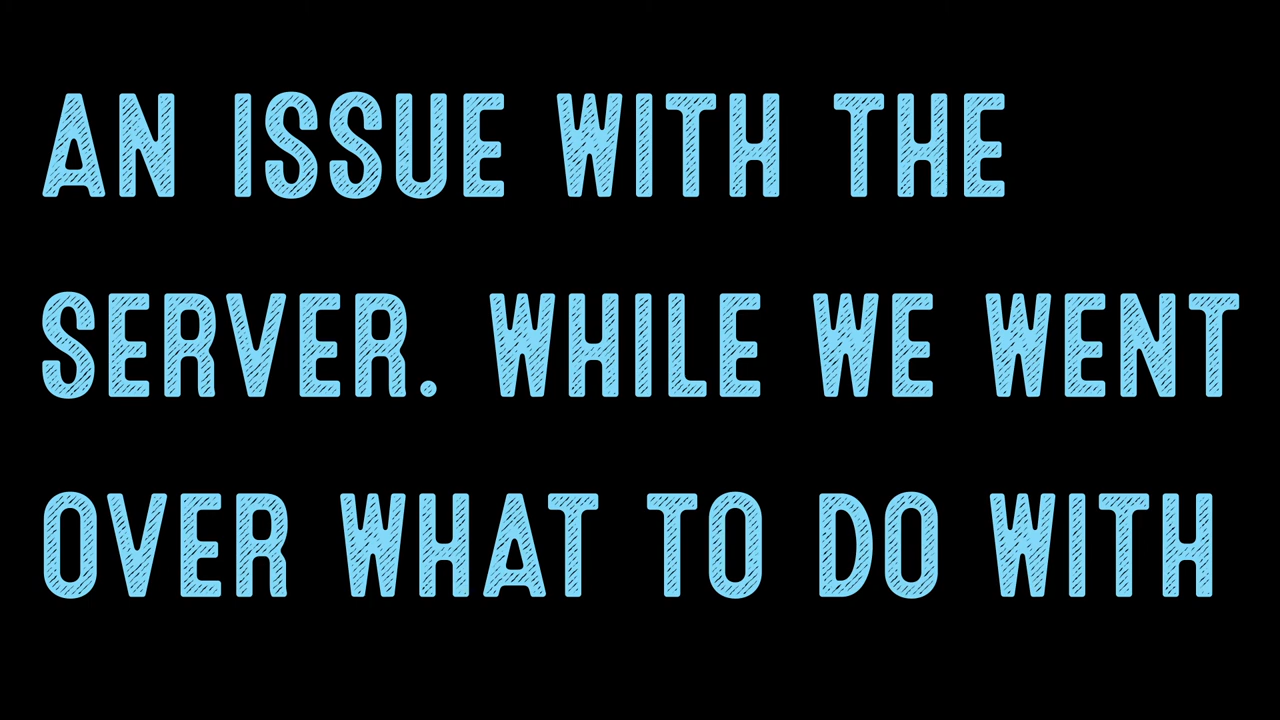 AN ISSUE WITH THE
SERVER. WHILE WE WENT
OVER WHAT TO DO WITH